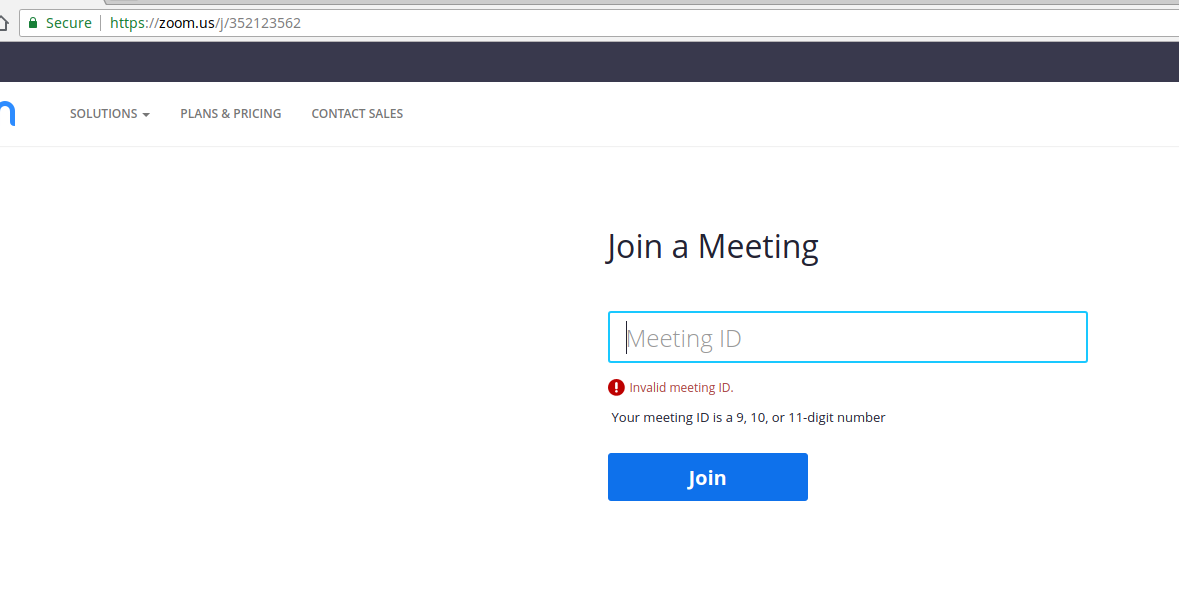 Secure https://zoom.us/j/352123562
SOLUTIONS PLANS & PRICING CONTACT SALES
Join a Meeting
Meeting ID
Invalid meeting ID.
Your meeting ID is a 9, 10, or 11-digit number
Join